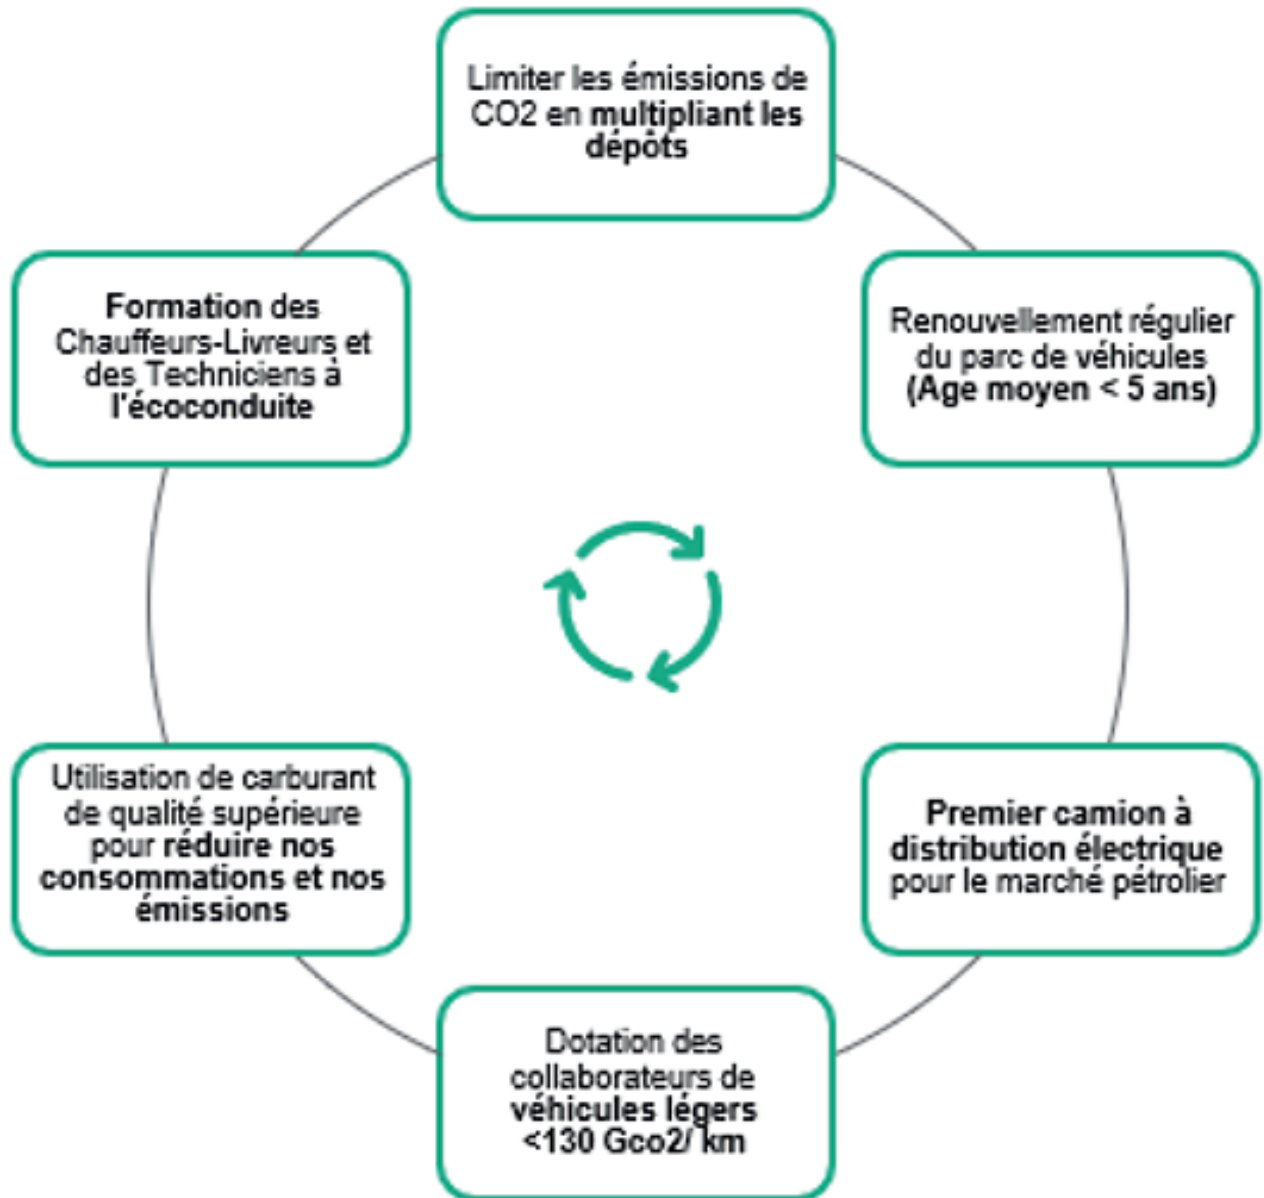 Limiter les émissions de
CO2 en multipliant les
dépôts
Renouvellement régulier
du parc de véhicules
(Age moyen < 5 ans)
Premier camion à
distribution électrique
pour le marché pétrolier
Dotation des
collaborateurs de
véhicules légers
<130 Gco2/ km
Utilisation de carburant
de qualité supérieure
pour réduire nos
consommations et nos
émissions
Formation des
Chauffeurs-Livreurs et
des Techniciens à
l'écoconduite